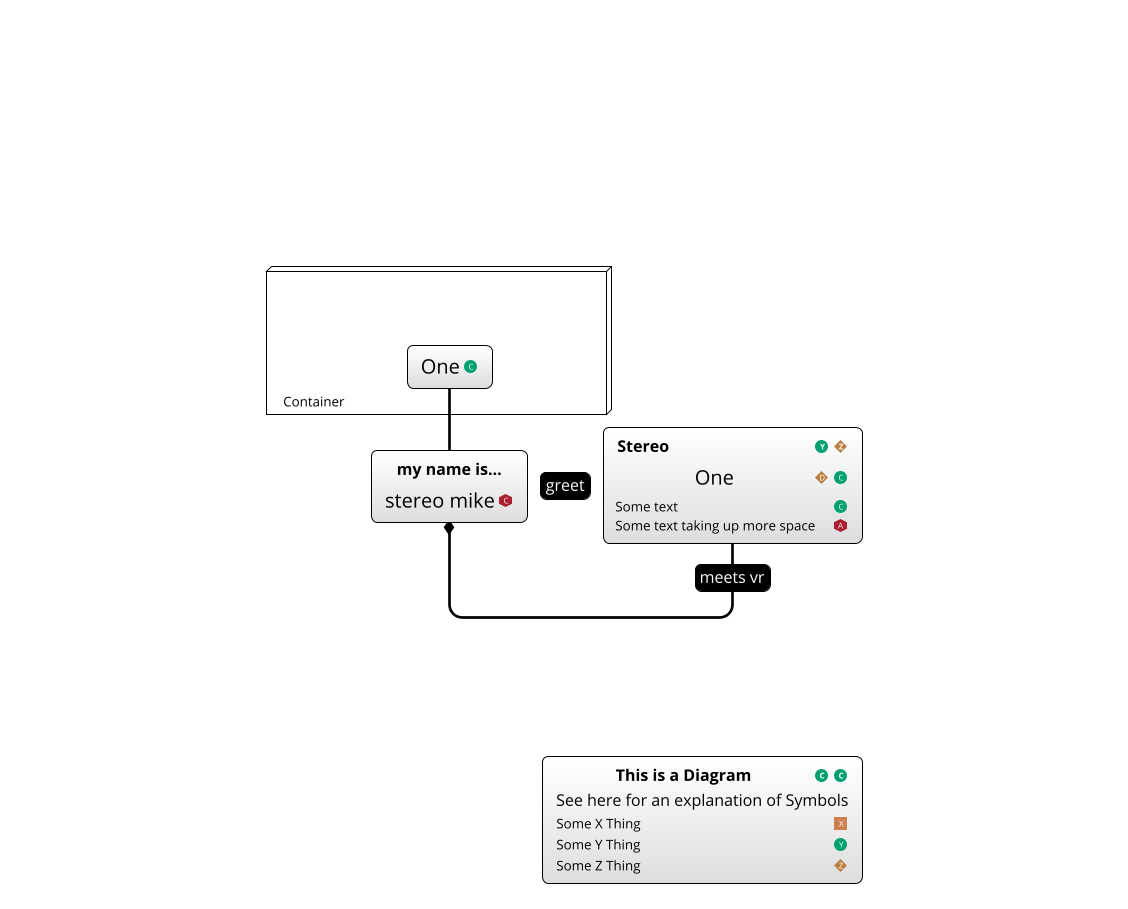 One C
Container
my name is...
stereo mike C
greet
Stereo Y Z
One D C
Some text C
Some text taking up more space A
meets vr
This is a Diagram C C
See here for an explanation of Symbols
Some X Thing X
Some Y Thing Y
Some Z Thing Z